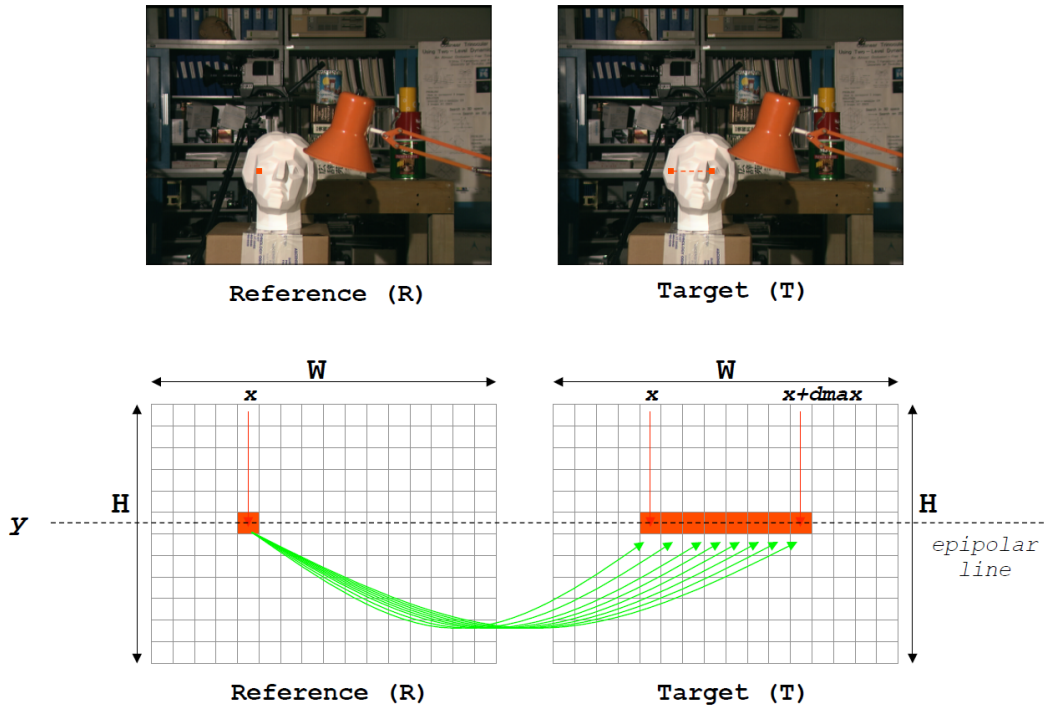 Reference (R)
Target (T)
W
W
x
x
x+dmax
H
H
y
epipolar
line
Reference (R)
Target (T)